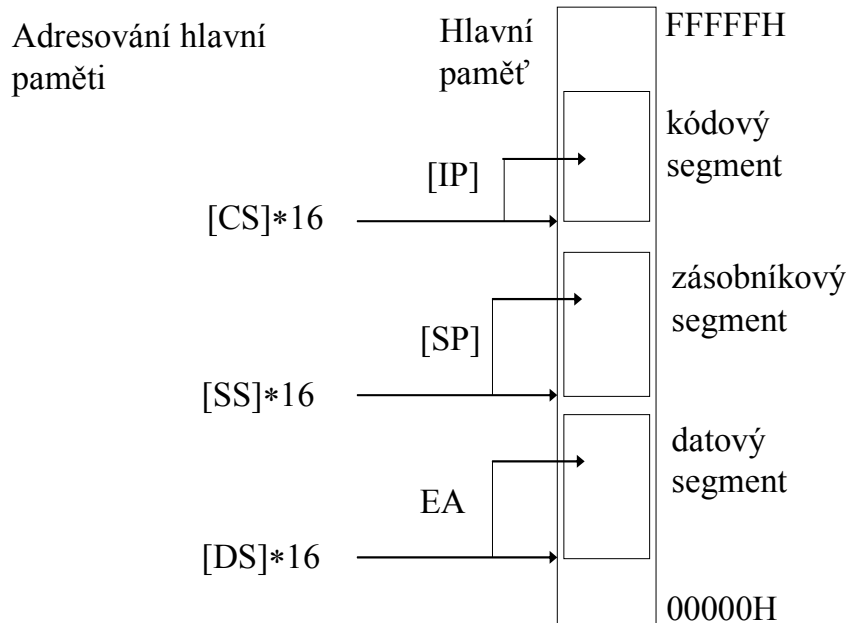 Adresování hlavní
paměti
Hlavní
paměť
FFFFFH
kódový
segment
[IP]
[CS]*16
zásobníkový
segment
[SP]
[SS]*16
datový
segment
EA
[DS]*16
00000H